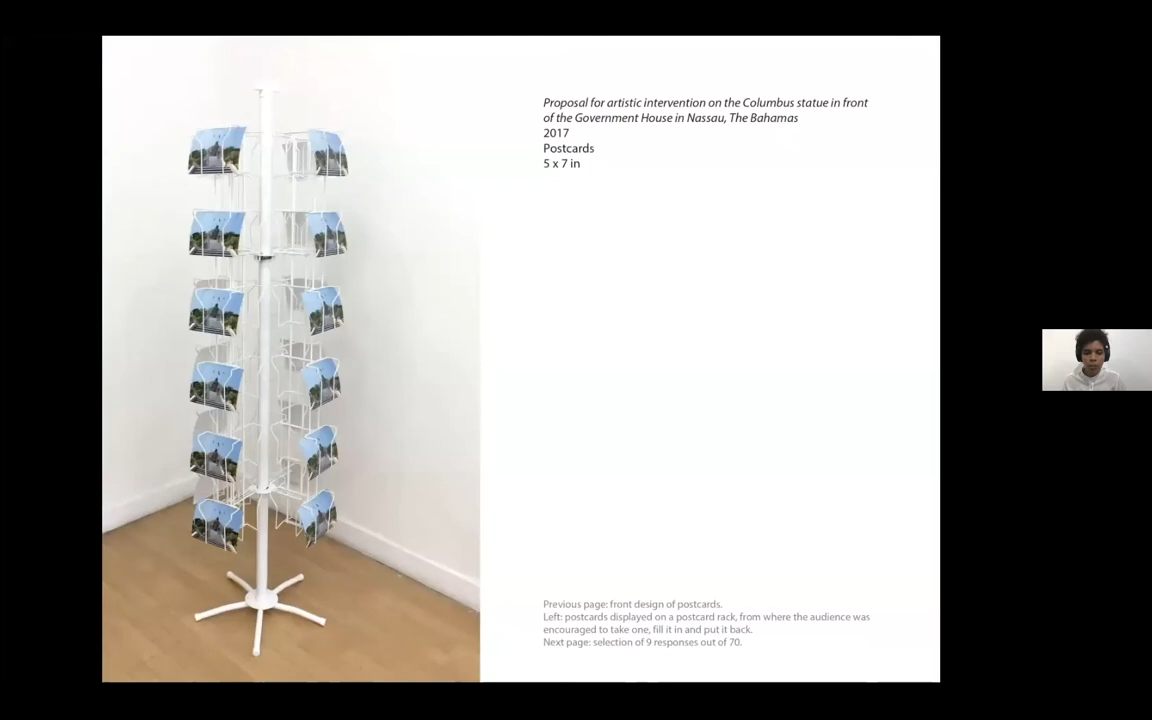 Proposal for artistic intervention on the Columbus statue in front
of the Government House in Nassau, The Bahamas
2017
Postcards
5 x 7 in
Previous page: front design of postcards.
Left: postcards displayed on a postcard rack, from where the audience was
encouraged to take one, fill it in and put it back.
Next page: selection of 9 responses out of 70.